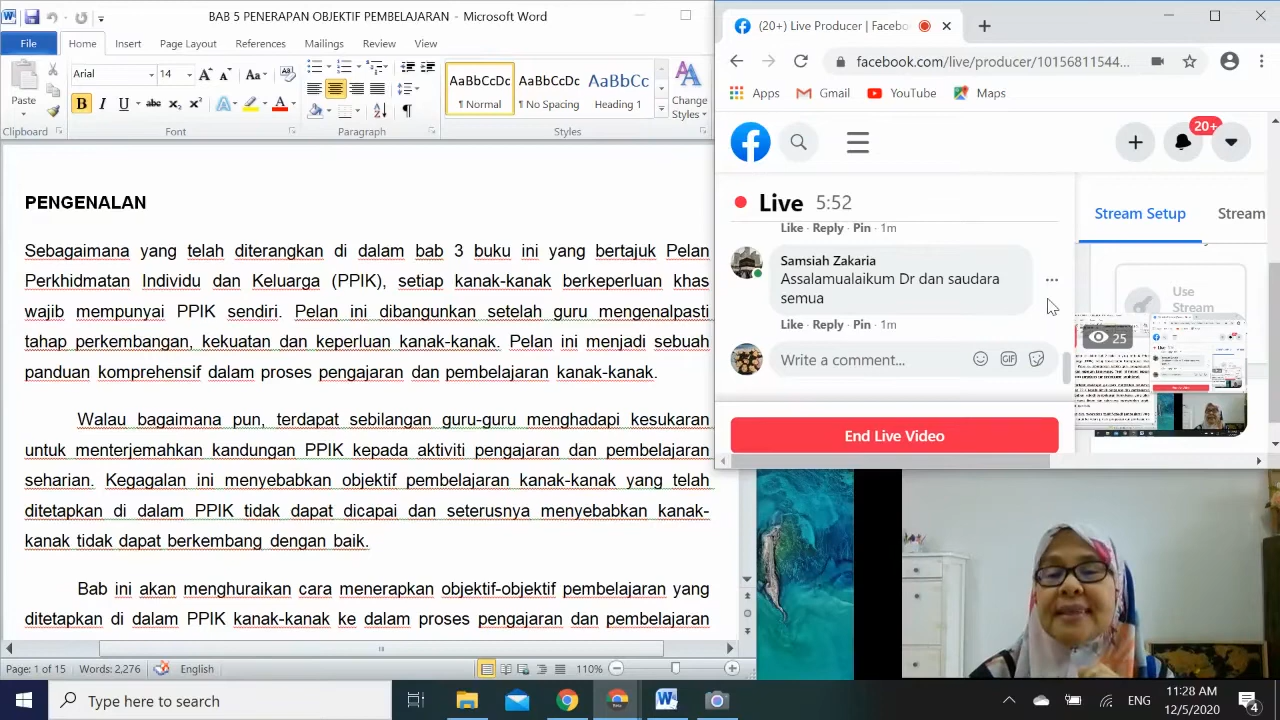 BAB 5 PENERAPAN OBJEKTIF PEMBELAJARAN - Microsoft Word
File Home Insert Page Layout References Mailings Review View
Paste
Arial 14
Aa
B I U abc x₂ x²
A A
AaBbCcDc AaBbCcDc AaBbCc
¶ Normal ¶ No Spacing Heading 1
Change Styles
Clipboard Font Paragraph Styles
PENGENALAN
Sebagaimana yang telah diterangkan di dalam bab 3 buku ini yang bertajuk Pelan
Perkhidmatan Individu dan Keluarga (PPIK), setiap kanak-kanak berkeperluan khas
wajib mempunyai PPIK sendiri. Pelan ini dibangunkan setelah guru mengenalpasti
tahap perkembangan, kekuatan dan keperluan kanak-kanak. Pelan ini menjadi sebuah
panduan komprehensif dalam proses pengajaran dan pembelajaran kanak-kanak.
Walau bagaimana pun, terdapat sebilangan guru-guru menghadapi kesukaran
untuk menterjemahkan kandungan PPIK kepada aktiviti pengajaran dan pembelajaran
seharian. Kegagalan ini menyebabkan objektif pembelajaran kanak-kanak yang telah
ditetapkan di dalam PPIK tidak dapat dicapai dan seterusnya menyebabkan kanak-
kanak tidak dapat berkembang dengan baik.
Bab ini akan menghuraikan cara menerapkan objektif-objektif pembelajaran yang
ditetapkan di dalam PPIK kanak-kanak ke dalam proses pengajaran dan pembelajaran
Page: 1 of 15 Words: 2,276 English 110%
(20+) Live Producer | Facebo
facebook.com/live/producer/10156811544...
Apps Gmail YouTube Maps
20+
Live 5:52
Like · Reply · Pin · 1m
Samsiah Zakaria
Assalamualaikum Dr dan saudara
semua
Like · Reply · Pin · 1m
Write a comment...
GIF
End Live Video
Stream Setup Stream
Use
Stream
25
Type here to search
ENG
11:28 AM
12/5/2020
4